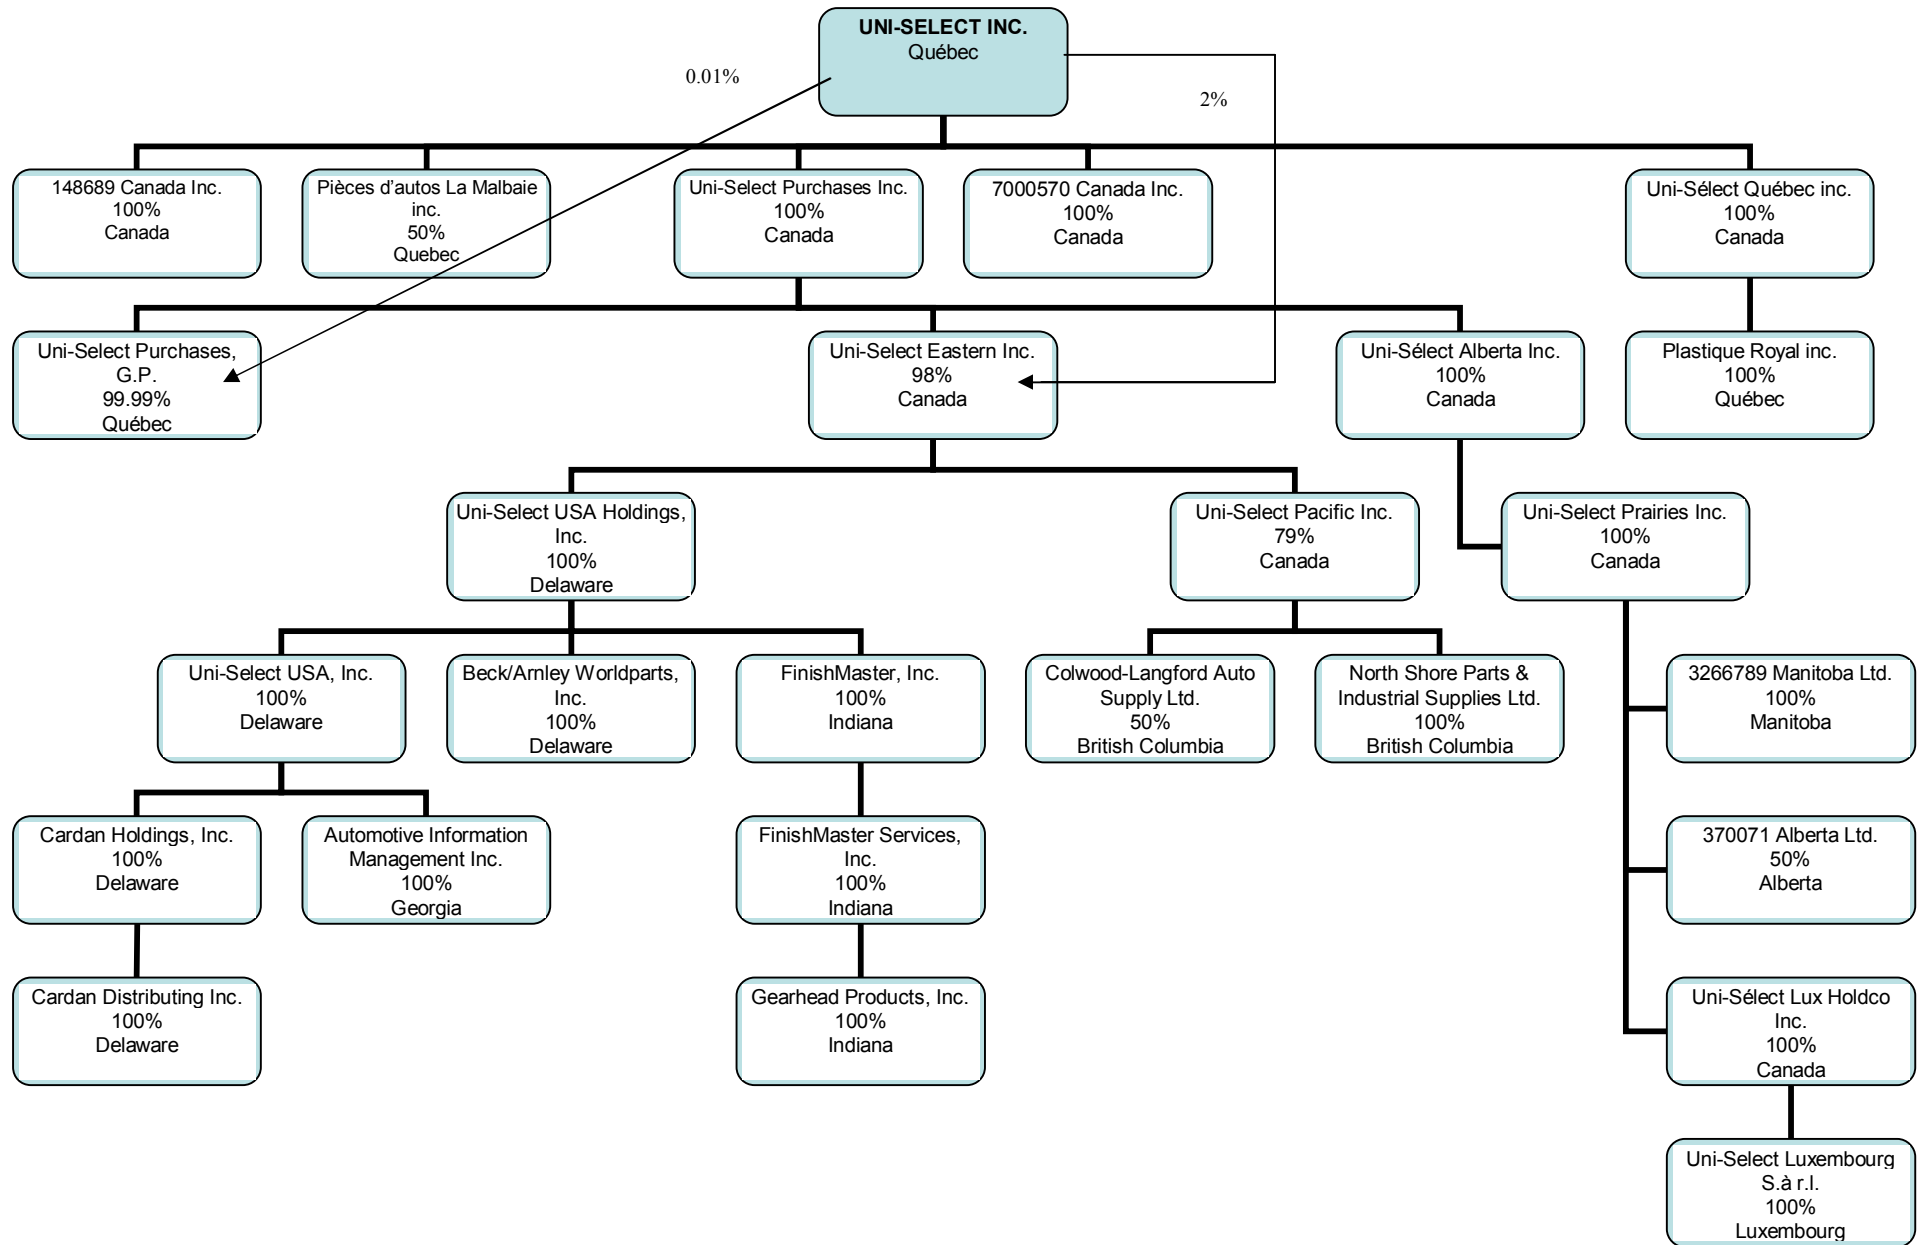 UNI-SELECT INC.
Québec
0.01%
2%
148689 Canada Inc.
100%
Canada
Pièces d'autos La Malbaie
inc.
50%
Quebec
Uni-Select Purchases Inc.
100%
Canada
7000570 Canada Inc.
100%
Canada
Uni-Sélect Québec inc.
100%
Canada
Uni-Select Purchases,
G.P.
99.99%
Québec
Uni-Select Eastern Inc.
98%
Canada
Uni-Sélect Alberta Inc.
100%
Canada
Plastique Royal inc.
100%
Québec
Uni-Select USA Holdings,
Inc.
100%
Delaware
Uni-Select Pacific Inc.
79%
Canada
Uni-Select Prairies Inc.
100%
Canada
Uni-Select USA, Inc.
100%
Delaware
Beck/Arnley Worldparts,
Inc.
100%
Delaware
FinishMaster, Inc.
100%
Indiana
Colwood-Langford Auto
Supply Ltd.
50%
British Columbia
North Shore Parts &
Industrial Supplies Ltd.
100%
British Columbia
3266789 Manitoba Ltd.
100%
Manitoba
Cardan Holdings, Inc.
100%
Delaware
Automotive Information
Management Inc.
100%
Georgia
FinishMaster Services,
Inc.
100%
Indiana
370071 Alberta Ltd.
50%
Alberta
Cardan Distributing Inc.
100%
Delaware
Gearhead Products, Inc.
100%
Indiana
Uni-Sélect Lux Holdco
Inc.
100%
Canada
Uni-Select Luxembourg
S.à r.l.
100%
Luxembourg